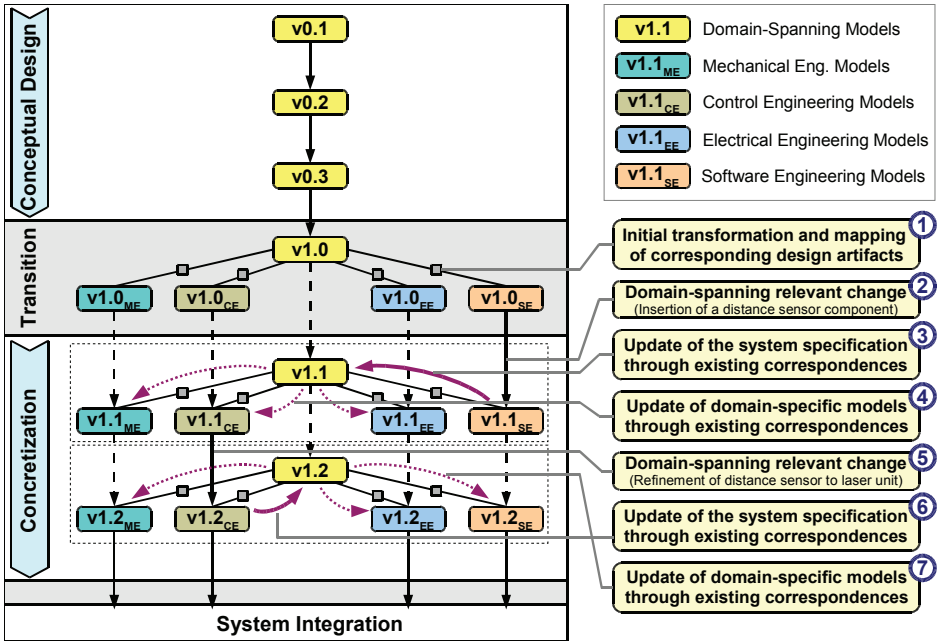 Conceptual Design
v0.1
v0.2
v0.3
v1.1 Domain-Spanning Models
v1.1ME Mechanical Eng. Models
v1.1CE Control Engineering Models
v1.1EE Electrical Engineering Models
v1.1SE Software Engineering Models
Transition
v1.0
v1.0ME v1.0CE v1.0EE v1.0SE
Concretization
v1.1
v1.1ME v1.1CE v1.1EE v1.1SE
v1.2
v1.2ME v1.2CE v1.2EE v1.2SE
System Integration
1
Initial transformation and mapping
of corresponding design artifacts
2
Domain-spanning relevant change
(Insertion of a distance sensor component)
3
Update of the system specification
through existing correspondences
4
Update of domain-specific models
through existing correspondences
5
Domain-spanning relevant change
(Refinement of distance sensor to laser unit)
6
Update of the system specification
through existing correspondences
7
Update of domain-specific models
through existing correspondences